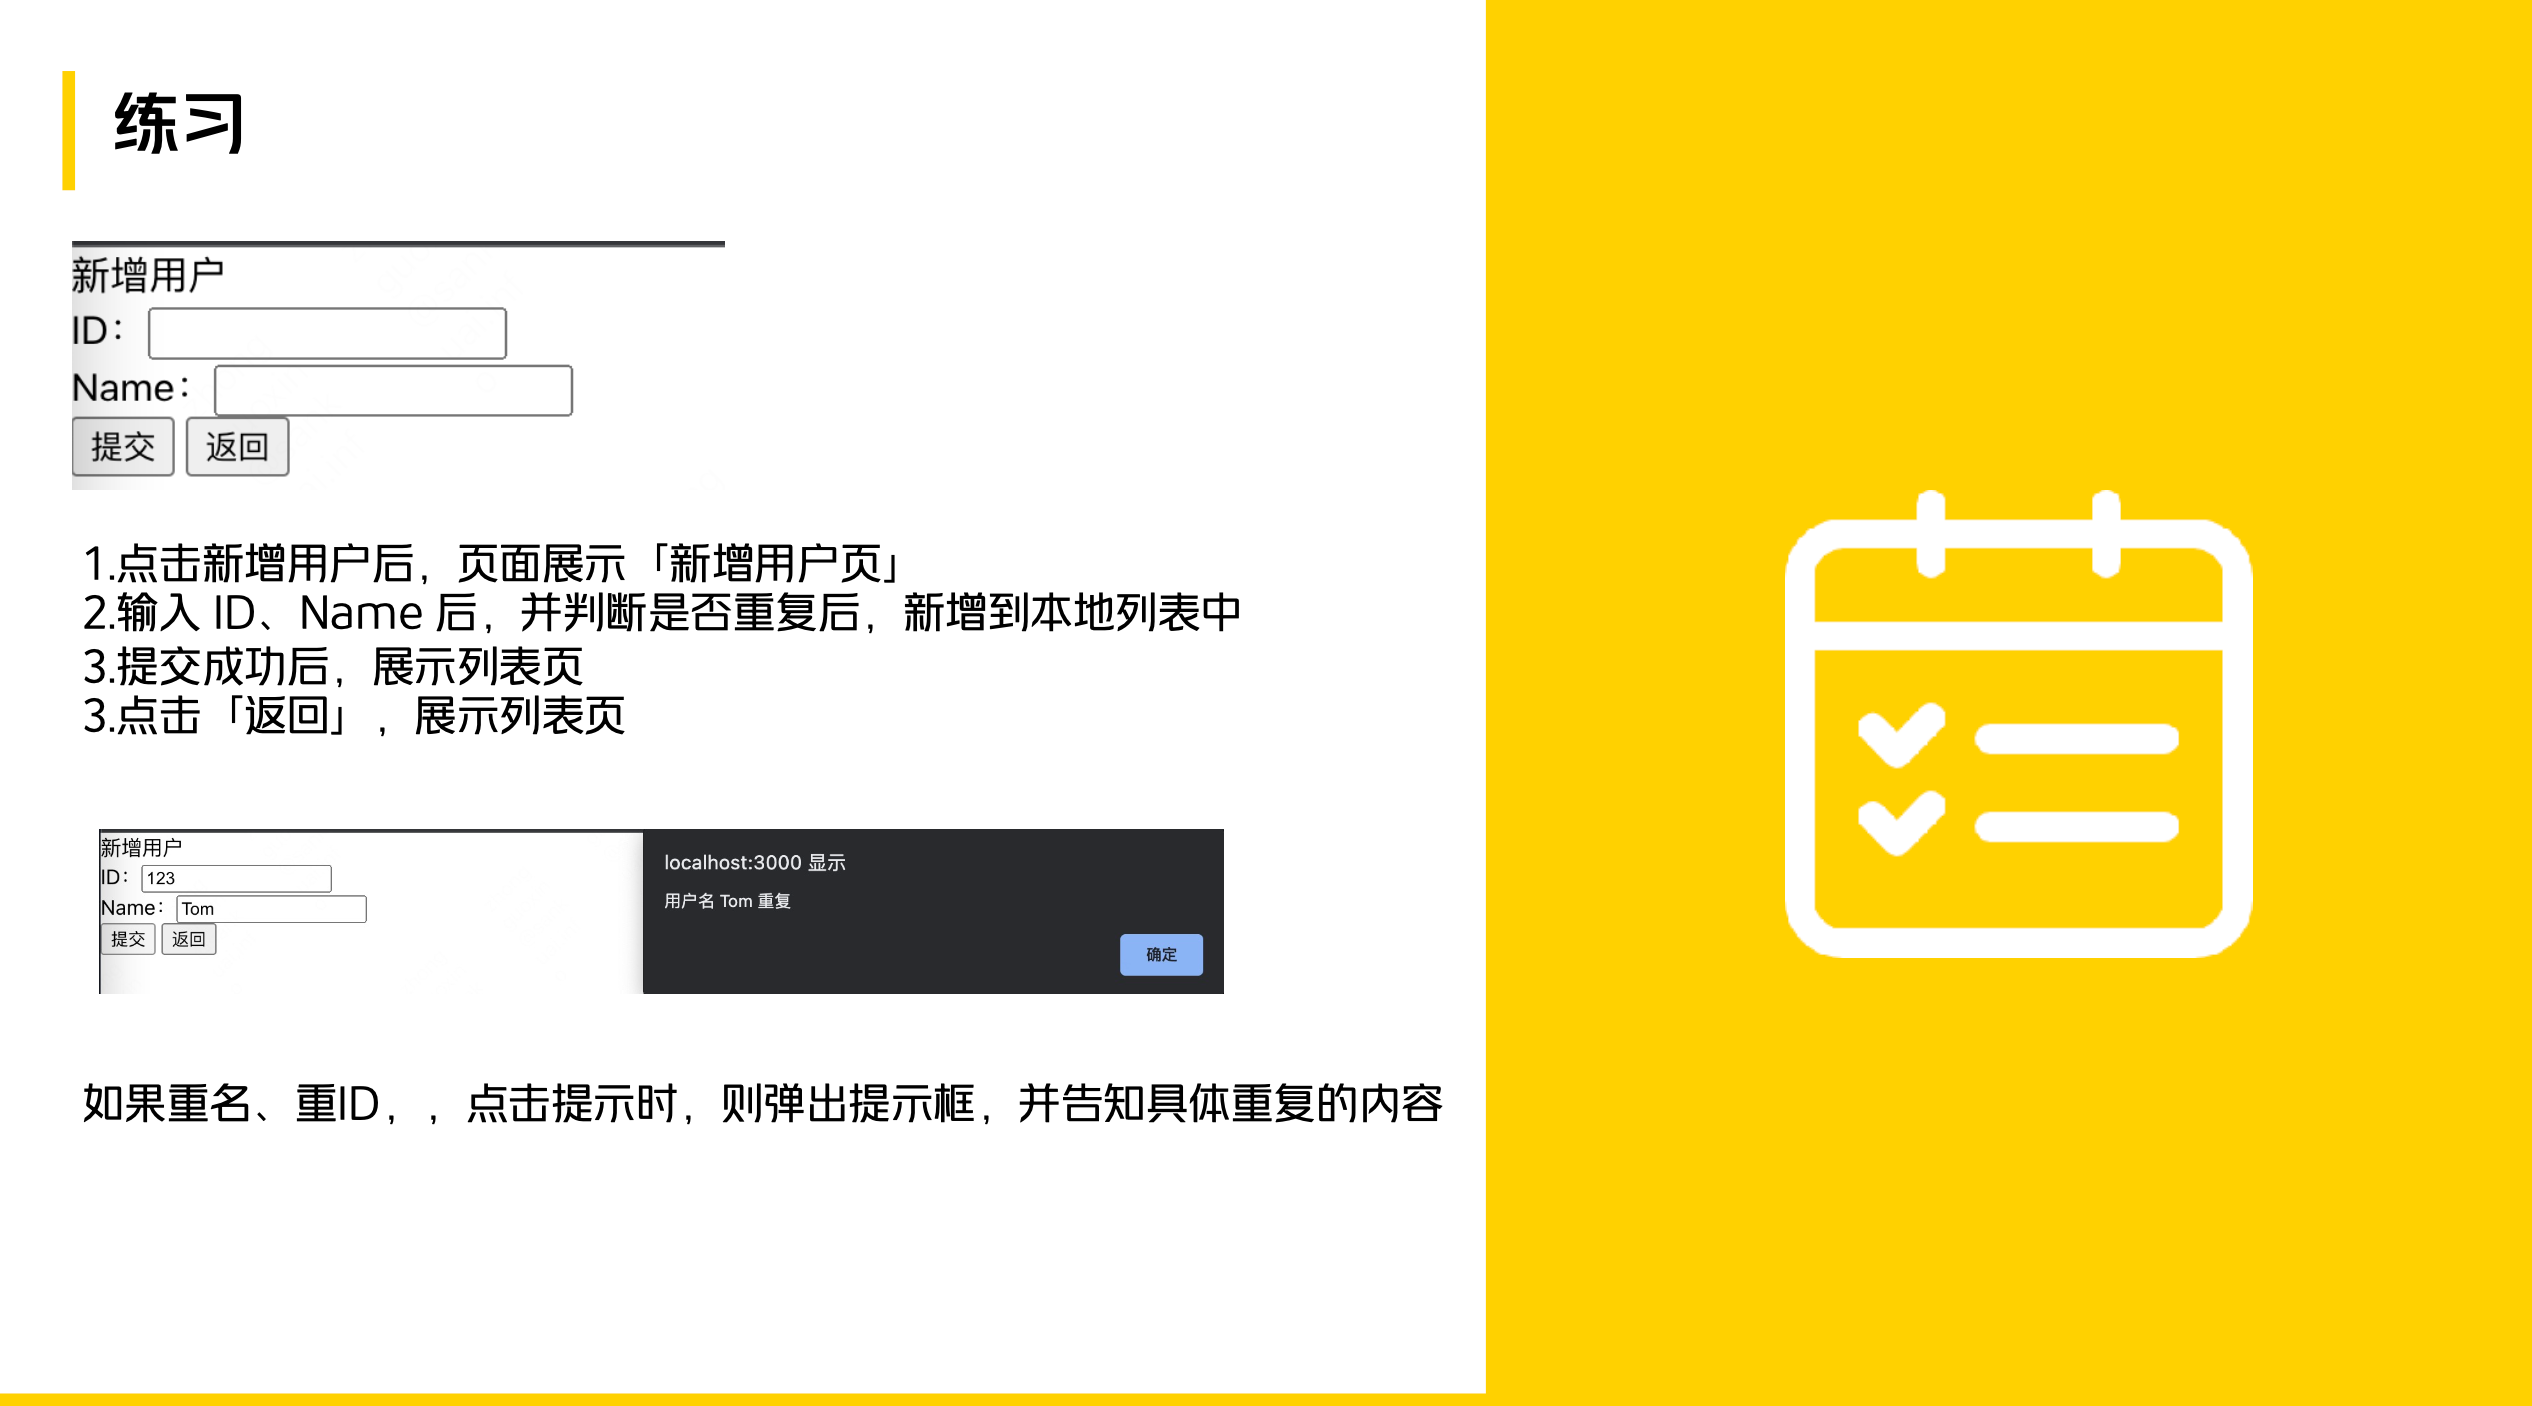 练习
新增用户
ID：
Name：
提交 返回
1.点击新增用户后，页面展示「新增用户页」
2.输入 ID、Name 后，并判断是否重复后，新增到本地列表中
3.提交成功后，展示列表页
3.点击「返回」，展示列表页
新增用户
ID： 123
Name： Tom
提交 返回
localhost:3000 显示
用户名 Tom 重复
确定
如果重名、重ID，，点击提示时，则弹出提示框，并告知具体重复的内容